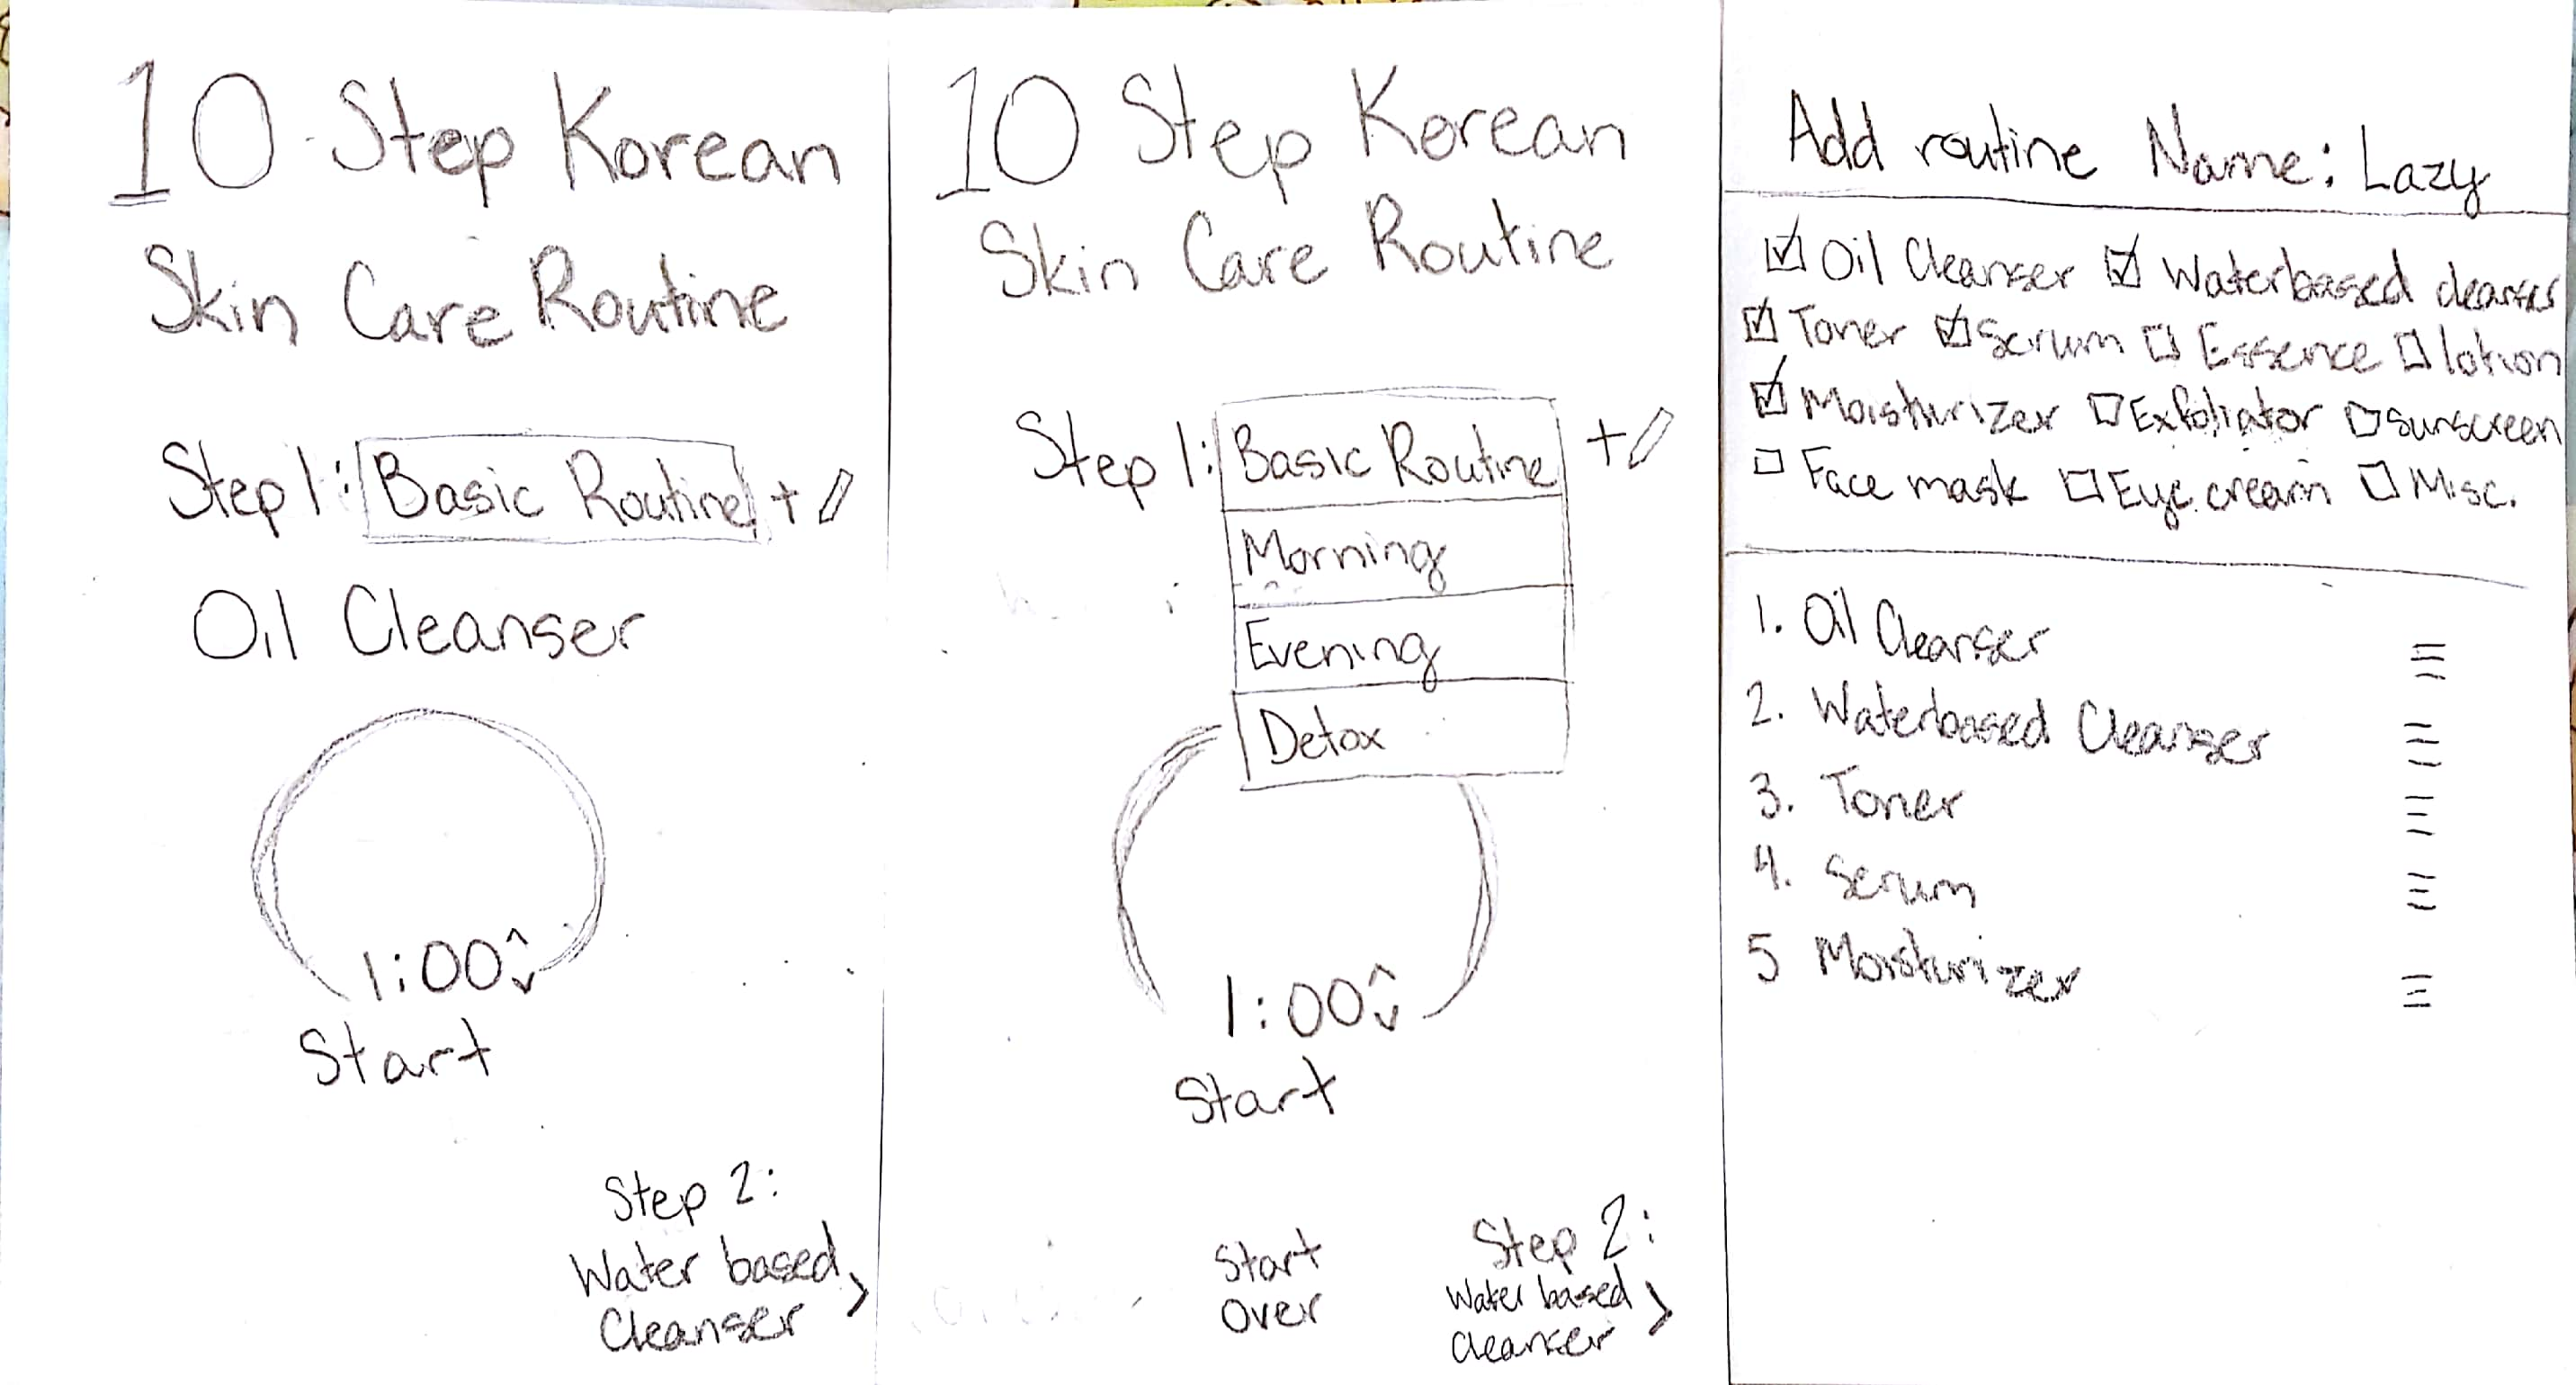 10 Step Korean
Skin Care Routine
Step 1: Basic Routine +
Oil Cleanser
1:00
Start
Step 2:
Water based
Cleanser >
10 Step Korean
Skin Care Routine
Step 1: Basic Routine +
Morning
Evening
Detox
1:00
Start
Start
Over
Step 2:
Water based
Cleanser >
Add routine Name: Lazy
☑ Oil Cleanser ☑ Waterbased cleanser
☑ Toner ☑ Serum ☐ Essence ☐ lotion
☑ Moisturizer ☐ Exfoliator ☐ Sunscreen
☐ Face mask ☐ Eye cream ☐ Misc.
1. Oil Cleanser
2. Waterbased Cleanser
3. Toner
4. Serum
5 Moisturizer